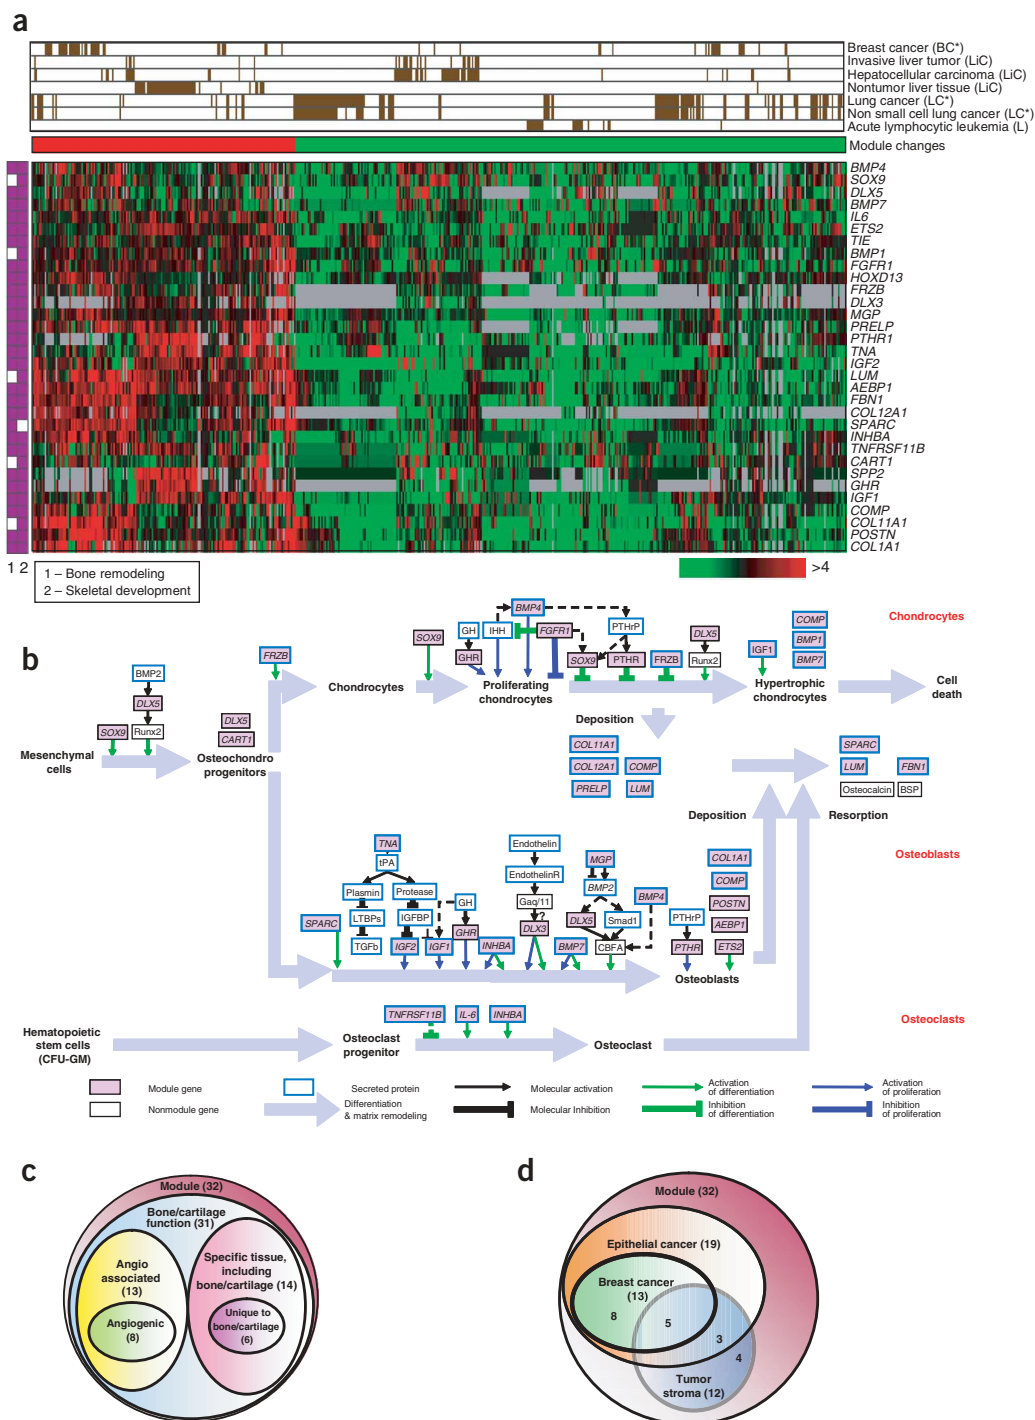 a
Breast cancer (BC*)
Invasive liver tumor (LiC)
Hepatocellular carcinoma (LiC)
Nontumor liver tissue (LiC)
Lung cancer (LC*)
Non small cell lung cancer (LC*)
Acute lymphocytic leukemia (L)
Module changes
BMP4
SOX9
DLX5
BMP7
IL6
ETS2
TIE
BMP1
FGFR1
HOXD13
FRZB
DLX3
MGP
PRELP
PTHR1
TNA
IGF2
LUM
AEBP1
FBN1
COL12A1
SPARC
INHBA
TNFRSF11B
CART1
SPP2
GHR
IGF1
COMP
COL11A1
POSTN
COL1A1
1 2
1 – Bone remodeling
2 – Skeletal development
>4
b
Chondrocytes
BMP2
DLX5
SOX9
Runx2
Mesenchymal
cells
DLX5
CART1
Osteochondro
progenitors
FRZB
Chondrocytes
SOX9
GH
GHR
IHH
BMP4
FGFR1
PTHrP
SOX9
PTHR
FRZB
DLX5
Runx2
Proliferating
chondrocytes
IGF1
COMP
BMP1
BMP7
Hypertrophic
chondrocytes
Cell
death
Deposition
COL11A1
COL12A1
COMP
PRELP
LUM
SPARC
LUM
FBN1
Osteocalcin
BSP
Deposition
Resorption
Osteoblasts
TNA
tPA
Plasmin
Protease
LTBPs
IGFBP
TGFb
SPARC
IGF2
IGF1
GH
GHR
INHBA
Endothelin
EndothelinR
Gaq/11
?
DLX3
BMP7
MGP
BMP2
DLX5
Smad1
CBFA
BMP4
PTHrP
PTHR
COL1A1
COMP
POSTN
AEBP1
ETS2
Osteoblasts
Osteoclasts
Hematopoietic
stem cells
(CFU-GM)
TNFRSF11B
IL-6
INHBA
Osteoclast
progenitor
Osteoclast
Module gene
Nonmodule gene
Secreted protein
Differentiation
& matrix remodeling
Molecular activation
Molecular Inhibition
Activation
of differentiation
Inhibition
of differentiation
Activation
of proliferation
Inhibition
of proliferation
c
Module (32)
Bone/cartilage
function (31)
Angio
associated
(13)
Angiogenic
(8)
Specific tissue,
including
bone/cartilage (14)
Unique to
bone/cartilage
(6)
d
Module (32)
Epithelial cancer (19)
Breast cancer
(13)
8
5
3
4
Tumor
stroma (12)